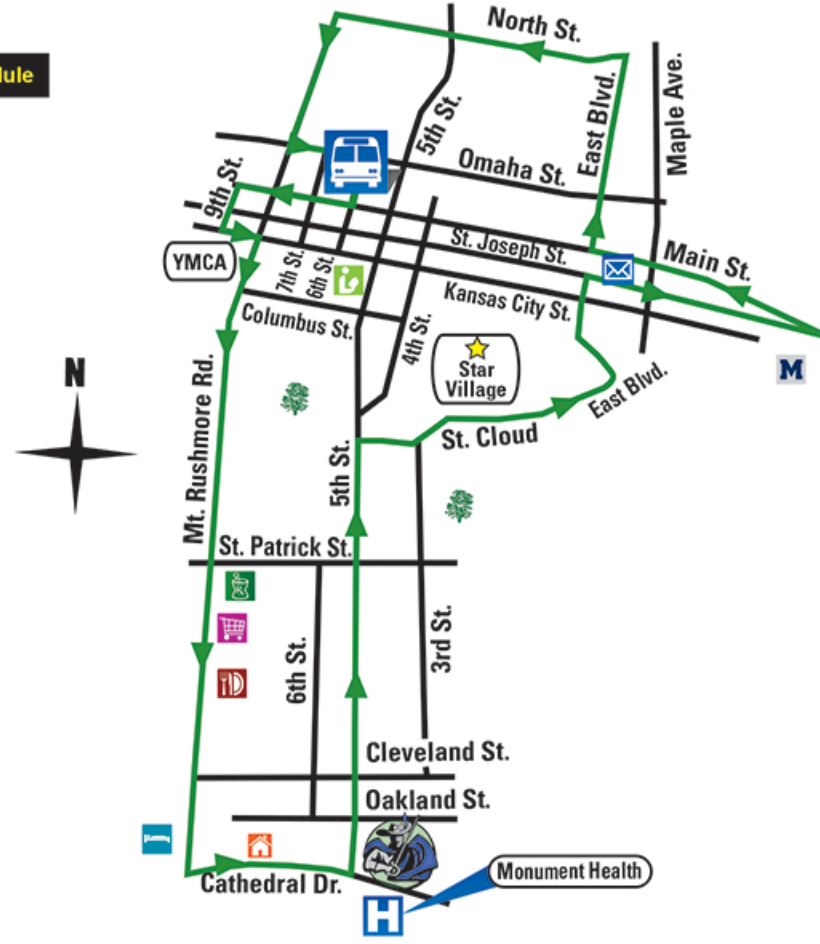 North St.
dule
5th St.
East Blvd.
Maple Ave.
Omaha St.
9th St.
St. Joseph St.
Main St.
YMCA
7th St.
6th St.
Kansas City St.
Columbus St.
4th St.
Star
Village
M
N
East Blvd.
Mt. Rushmore Rd.
St. Cloud
5th St.
St. Patrick St.
6th St.
3rd St.
Cleveland St.
Oakland St.
Cathedral Dr.
Monument Health
H